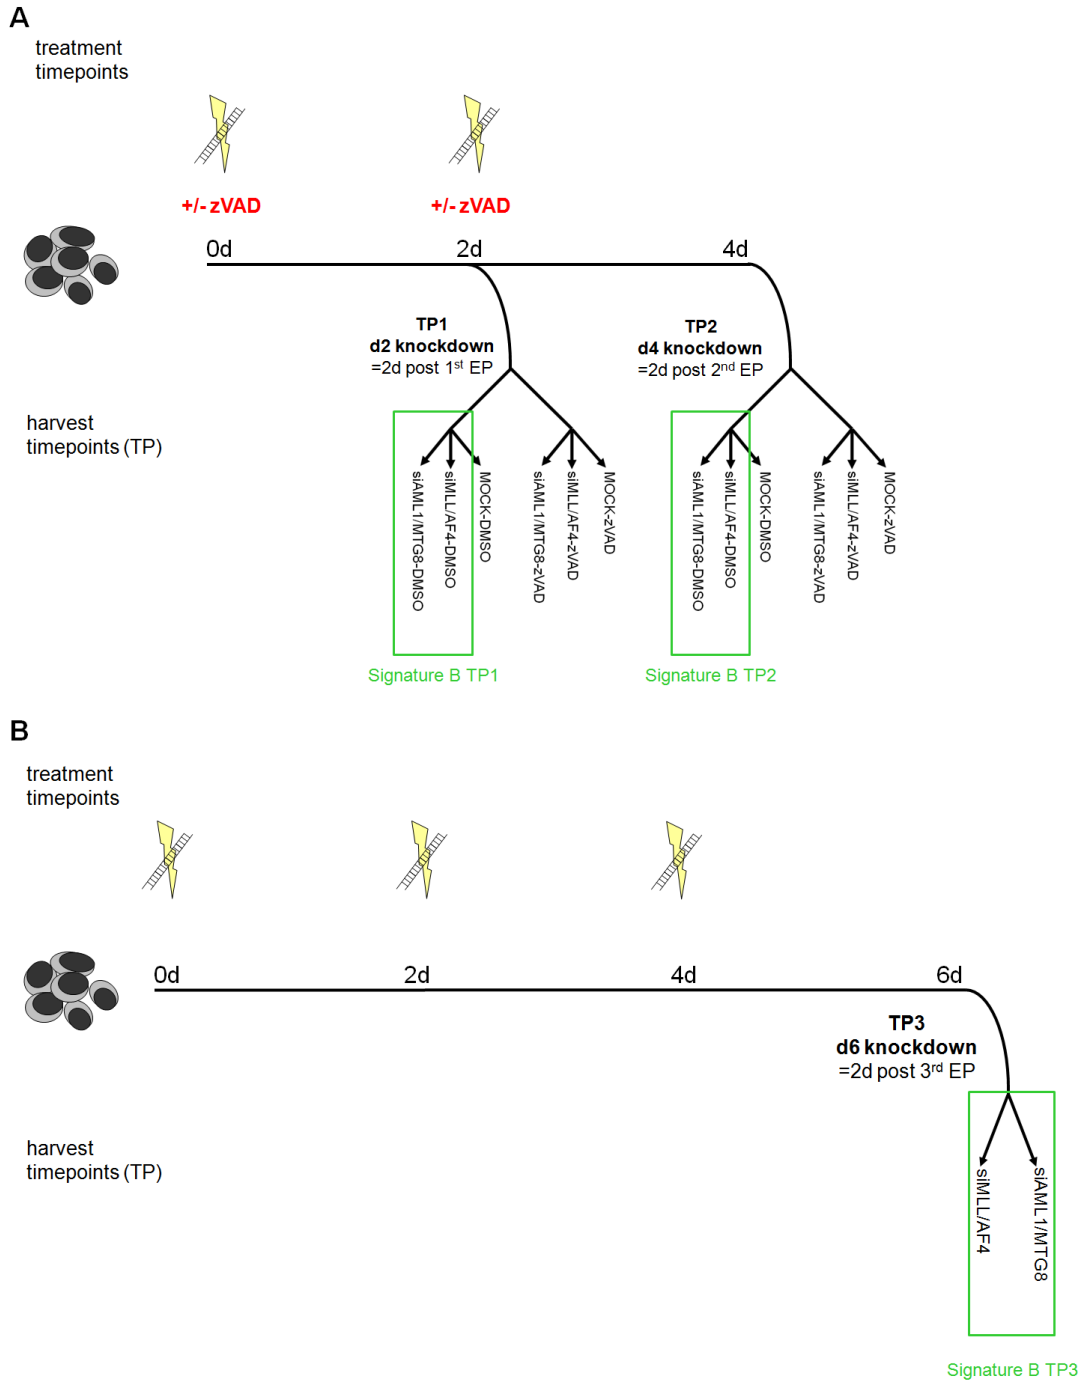 A
treatment
timepoints
+/- zVAD
+/- zVAD
0d
2d
4d
TP1
d2 knockdown
=2d post 1st EP
TP2
d4 knockdown
=2d post 2nd EP
harvest
timepoints (TP)
siAML1/MTG8-DMSO
siMLL/AF4-DMSO
MOCK-DMSO
siAML1/MTG8-zVAD
siMLL/AF4-zVAD
MOCK-zVAD
siAML1/MTG8-DMSO
siMLL/AF4-DMSO
MOCK-DMSO
siAML1/MTG8-zVAD
siMLL/AF4-zVAD
MOCK-zVAD
Signature B TP1
Signature B TP2
B
treatment
timepoints
0d
2d
4d
6d
TP3
d6 knockdown
=2d post 3rd EP
harvest
timepoints (TP)
siMLL/AF4
siAML1/MTG8
Signature B TP3